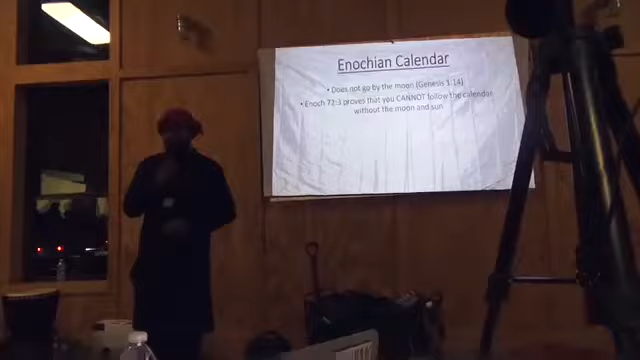 Enochian Calendar
• Does not go by the moon (Genesis 1:14)
• Enoch 72:3 proves that you CANNOT follow the calendar
without the moon and sun